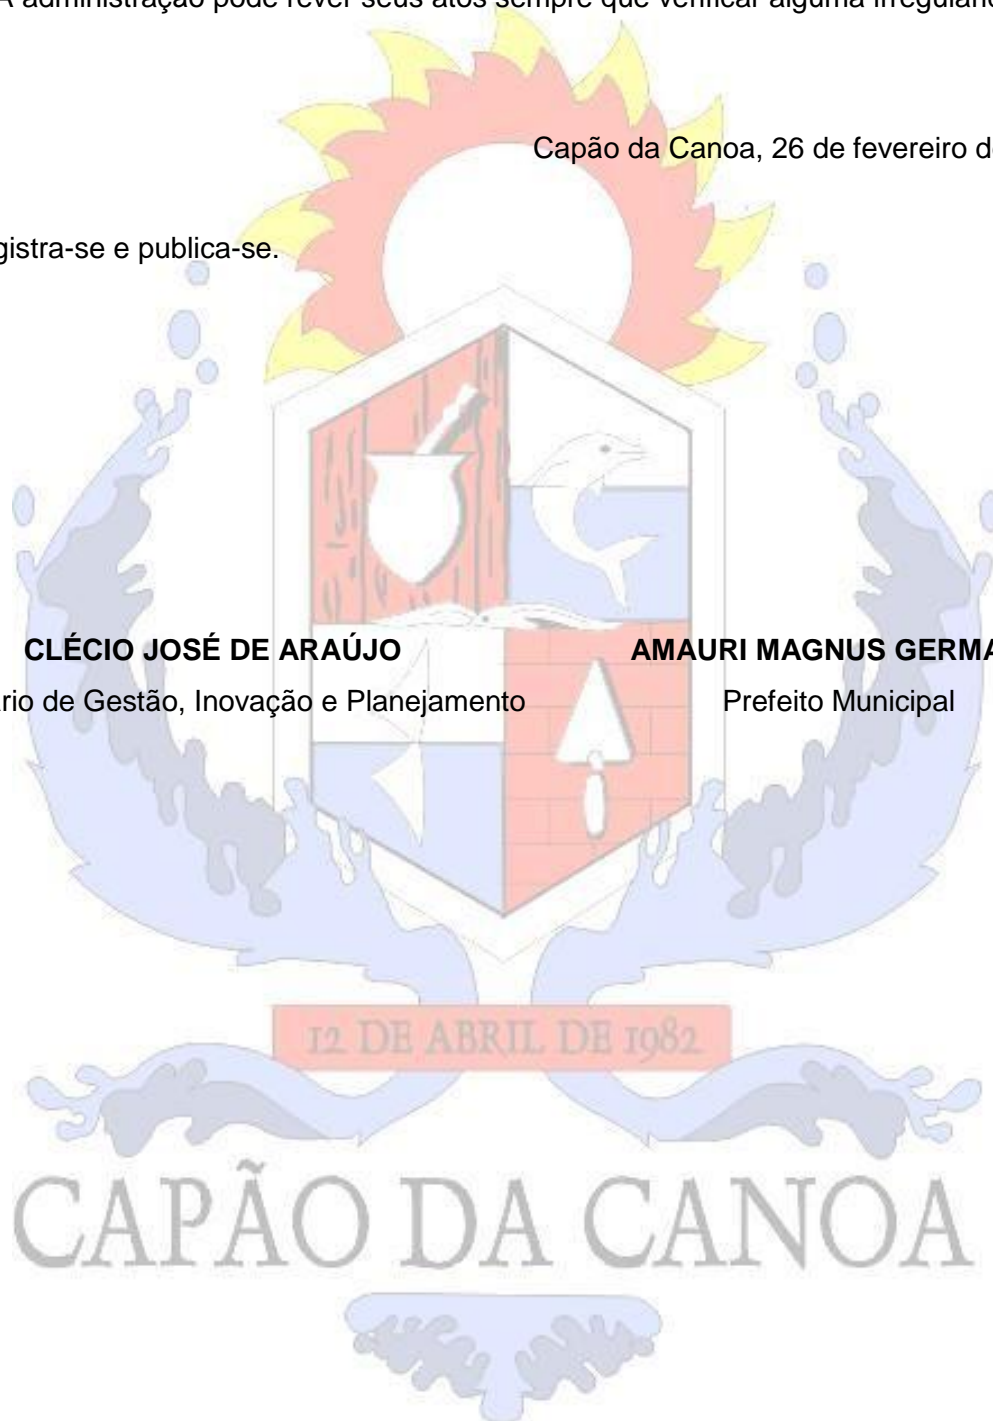 A administração pode rever seus atos sempre que verificar alguma
Capão da Canoa, 26 de fevereiro
gistra-se e publica-se.
CLÉCIO JOSÉ DE ARAÚJO AMAURI MAGNUS GERMA
rio de Gestão, Inovação e Planejamento Prefeito Municipal
12 DE ABRIL DE 1982
CAPÃO DA CANOA